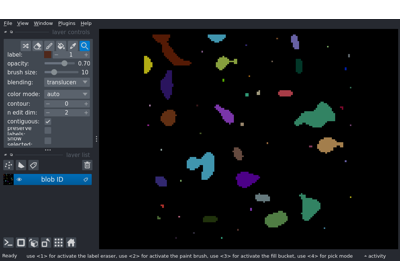 File View Window Plugins Help
layer controls
label: 1
opacity: 0.70
brush size: 10
blending: translucen
color mode: auto
contour: 0
n edit dim: 2
contiguous:
preserve labels:
show selected:
layer list
blob ID
Ready use <1> for activate the label eraser, use <2> for activate the paint brush, use <3> for activate the fill bucket, use <4> for pick mode activity